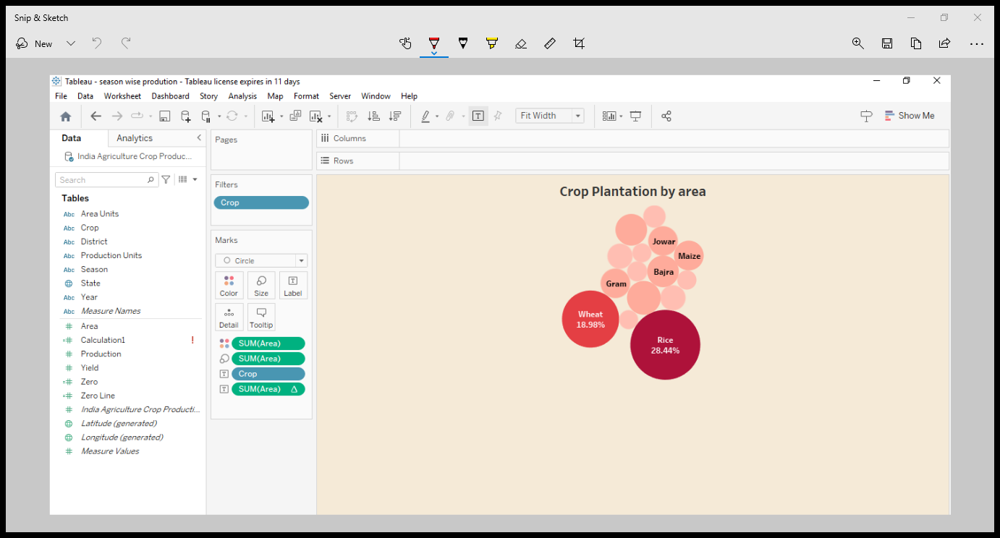 Snip & Sketch
New
Tableau - season wise prodution - Tableau license expires in 11 days
File Data Worksheet Dashboard Story Analysis Map Format Server Window Help
Fit Width
Show Me
Data Analytics
India Agriculture Crop Produc...
Search
Tables
Abc Area Units
Abc Crop
Abc District
Abc Production Units
Abc Season
State
Abc Year
Abc Measure Names
# Area
=# Calculation1 !
# Production
# Yield
=# Zero
=# Zero Line
# India Agriculture Crop Producti...
Latitude (generated)
Longitude (generated)
# Measure Values
Pages
Filters
Crop
Marks
Circle
Color Size Label
Detail Tooltip
SUM(Area)
SUM(Area)
Crop
SUM(Area) Δ
Columns
Rows
Crop Plantation by area
Jowar
Maize
Bajra
Gram
Wheat
18.98%
Rice
28.44%